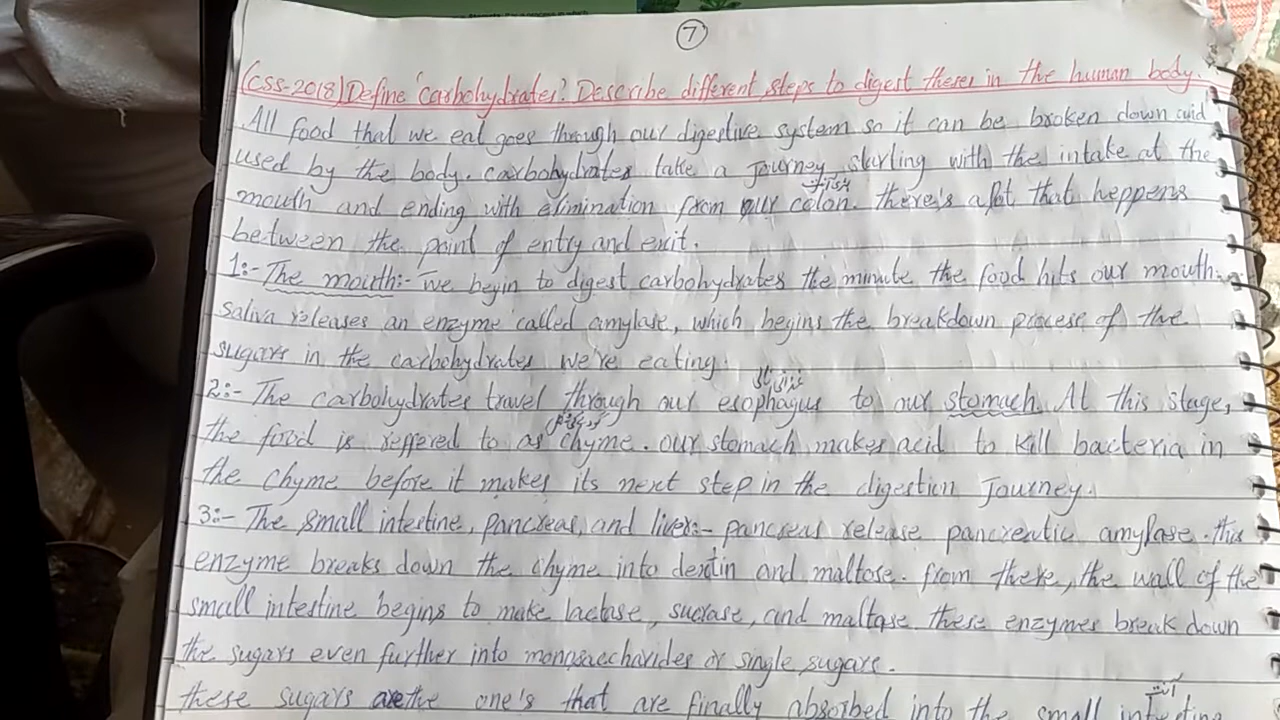 7
(CSS-2018) Define 'carbohydrates? Describe different steps to digest theses in the human body.
All food that we eat goes through our digestive system so it can be broken down and
used by the body. carbohydrates take a Journey starting with the intake at the
mouth and ending with elimination from our colon. there's a lot that heppens
between the point of entry and exit.
1:- The mouth:- we begin to digest carbohydrates the minute the food hits our mouth.
saliva releases an enzyme called amylase, which begins the breakdown process of the
sugars in the carbohydrates we're eating.
غذائی نالی
2:- The carbohydrates travel through our esophagus to our stomach. At this stage,
the food is reffered to as chyme. our stomach makes acid to kill bacteria in
the chyme before it makes its next step in the digestion Journey.
3:- The small intestine, pancreas, and liver:- pancreas release pancreatic amylase. this
enzyme breaks down the chyme into dextin and maltose. from there, the wall of the
small intestine begins to make lactase, sucrase, and maltase these enzymes break down
the sugars even further into monosaccharides or single sugars.
آنت
these sugars are the one's that are finally absorbed into the small intestine